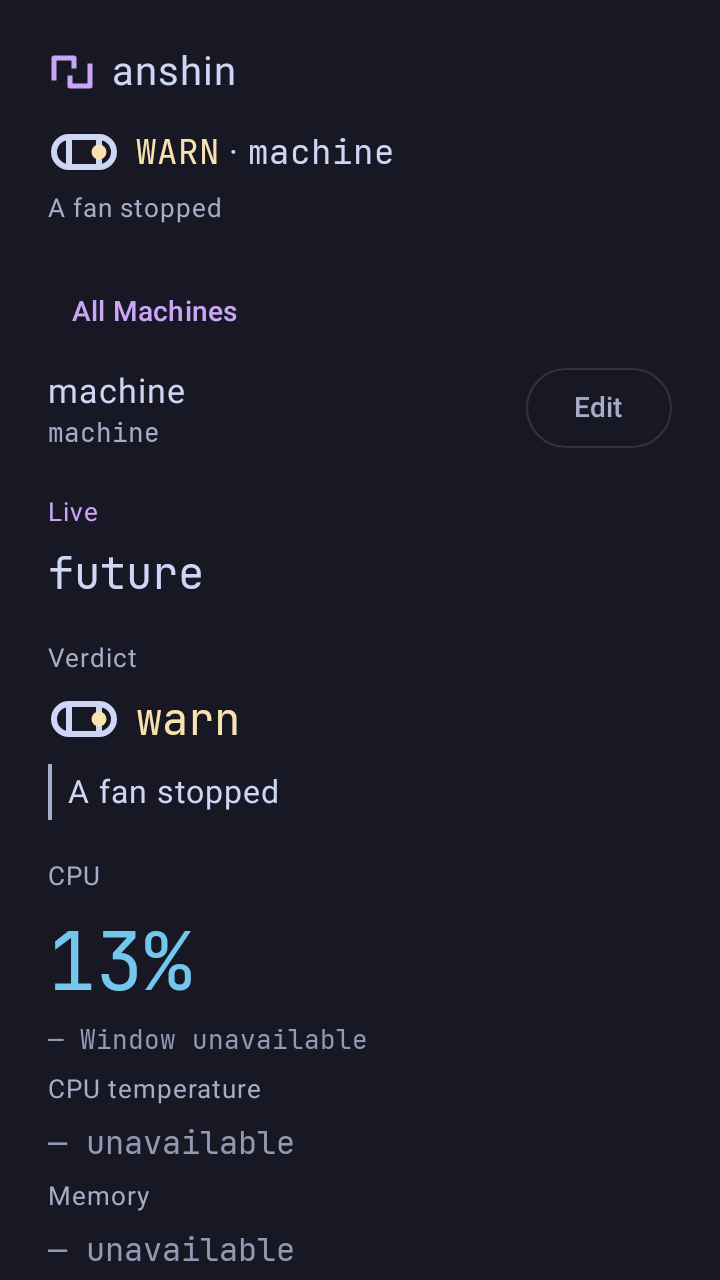 anshin
WARN · machine
A fan stopped
All Machines
machine
machine
Edit
Live
future
Verdict
warn
A fan stopped
CPU
13%
— Window unavailable
CPU temperature
— unavailable
Memory
— unavailable